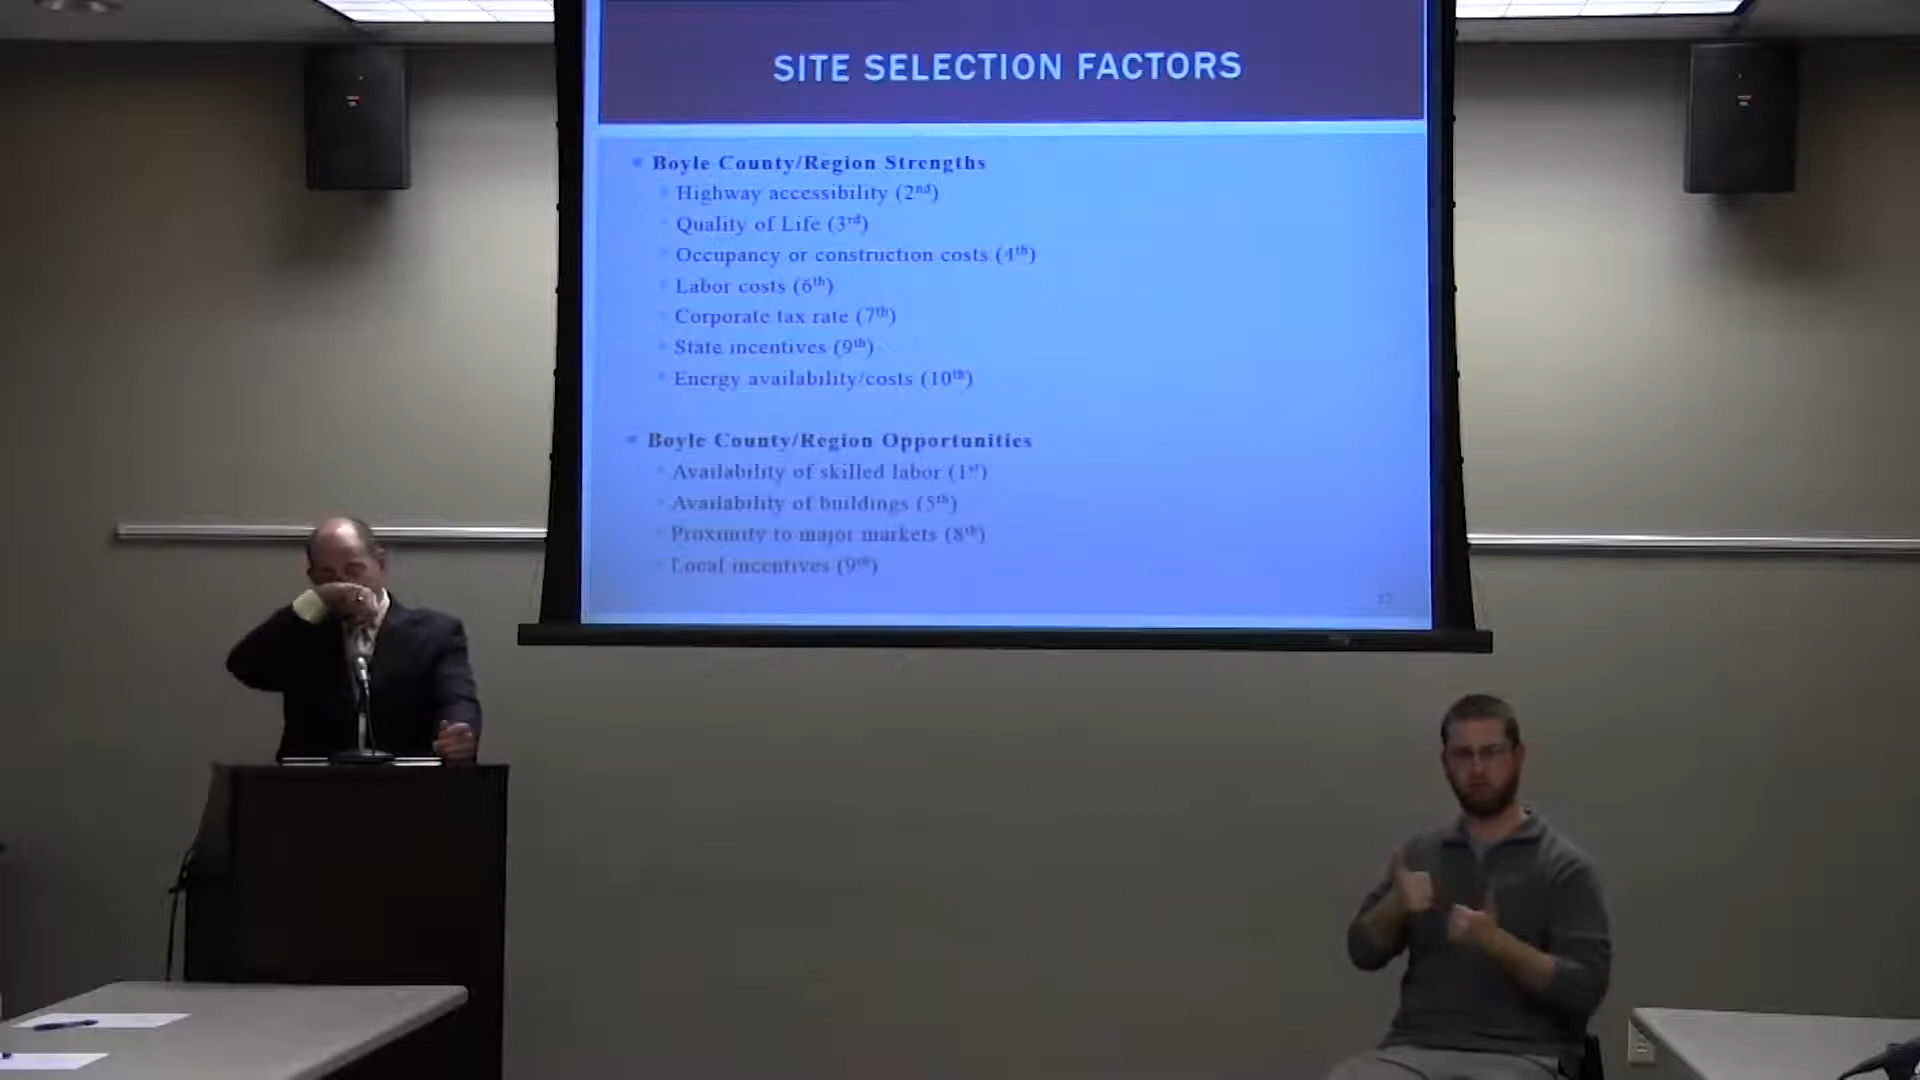 SITE SELECTION FACTORS
Boyle County/Region Strengths
Highway accessibility (2nd)
Quality of Life (3rd)
Occupancy or construction costs (4th)
Labor costs (6th)
Corporate tax rate (7th)
State incentives (9th)
Energy availability/costs (10th)
Boyle County/Region Opportunities
Availability of skilled labor (1st)
Availability of buildings (5th)
Proximity to major markets (8th)
Local incentives (9th)